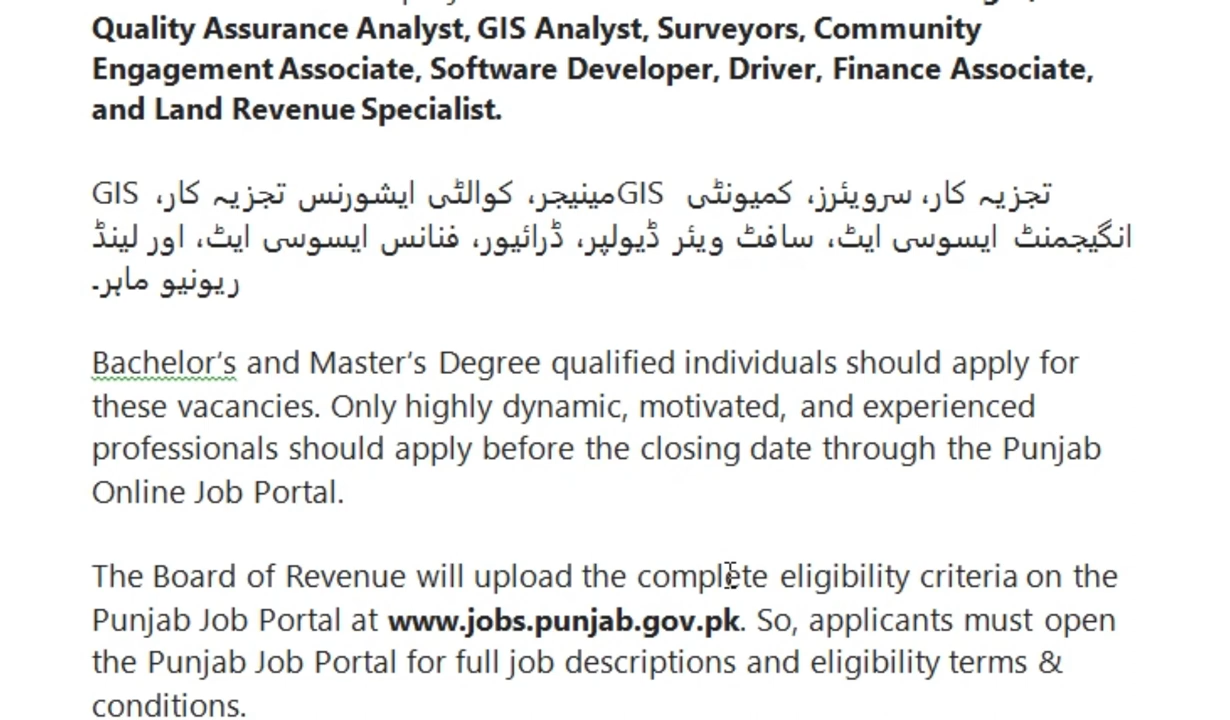 Quality Assurance Analyst, GIS Analyst, Surveyors, Community
Engagement Associate, Software Developer, Driver, Finance Associate,
and Land Revenue Specialist.
GIS مینیجر، کوالٹی ایشورنس تجزیہ کار، GIS تجزیہ کار، سرویئرز، کمیونٹی
انگیجمنٹ ایسوسی ایٹ، سافٹ ویئر ڈیولپر، ڈرائیور، فنانس ایسوسی ایٹ، اور لینڈ
ریونیو ماہر۔
Bachelor's and Master's Degree qualified individuals should apply for
these vacancies. Only highly dynamic, motivated, and experienced
professionals should apply before the closing date through the Punjab
Online Job Portal.
The Board of Revenue will upload the complete eligibility criteria on the
Punjab Job Portal at www.jobs.punjab.gov.pk. So, applicants must open
the Punjab Job Portal for full job descriptions and eligibility terms &
conditions.